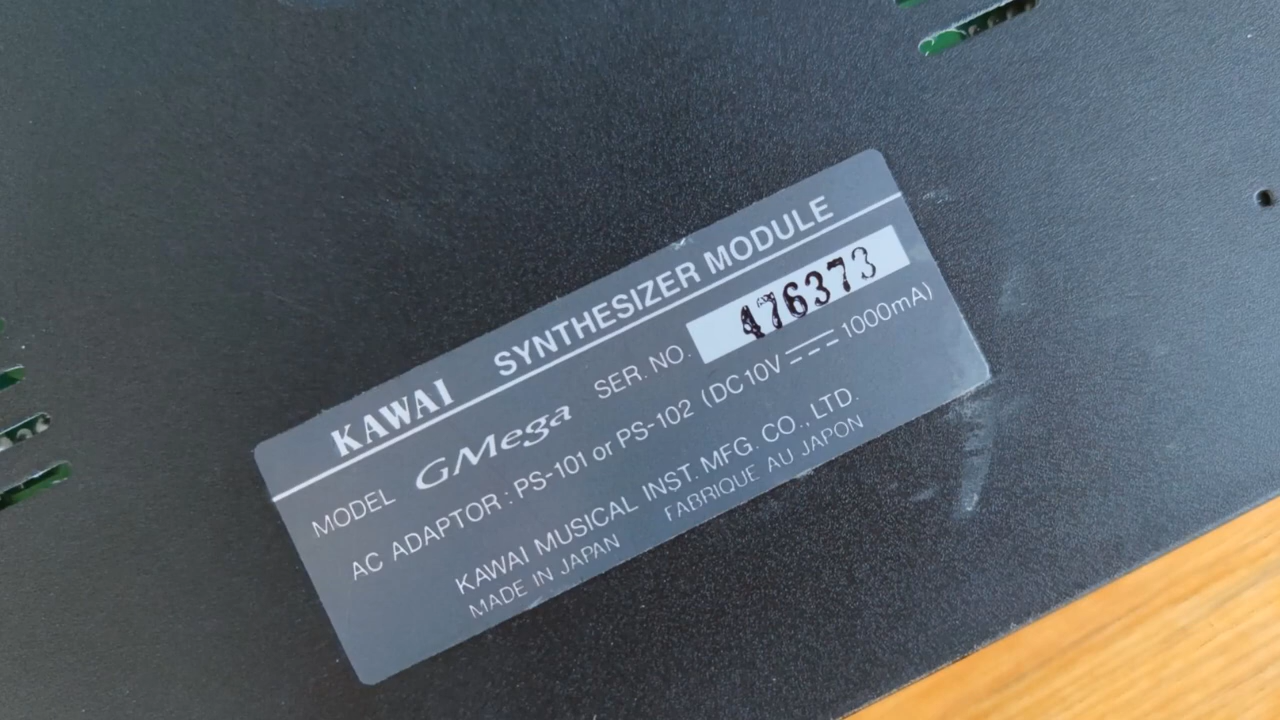 KAWAI SYNTHESIZER MODULE
MODEL GMega SER. NO. 476373
AC ADAPTOR : PS-101 or PS-102 (DC10V ⎓ 1000mA)
KAWAI MUSICAL INST. MFG. CO., LTD.
MADE IN JAPAN FABRIQUE AU JAPON